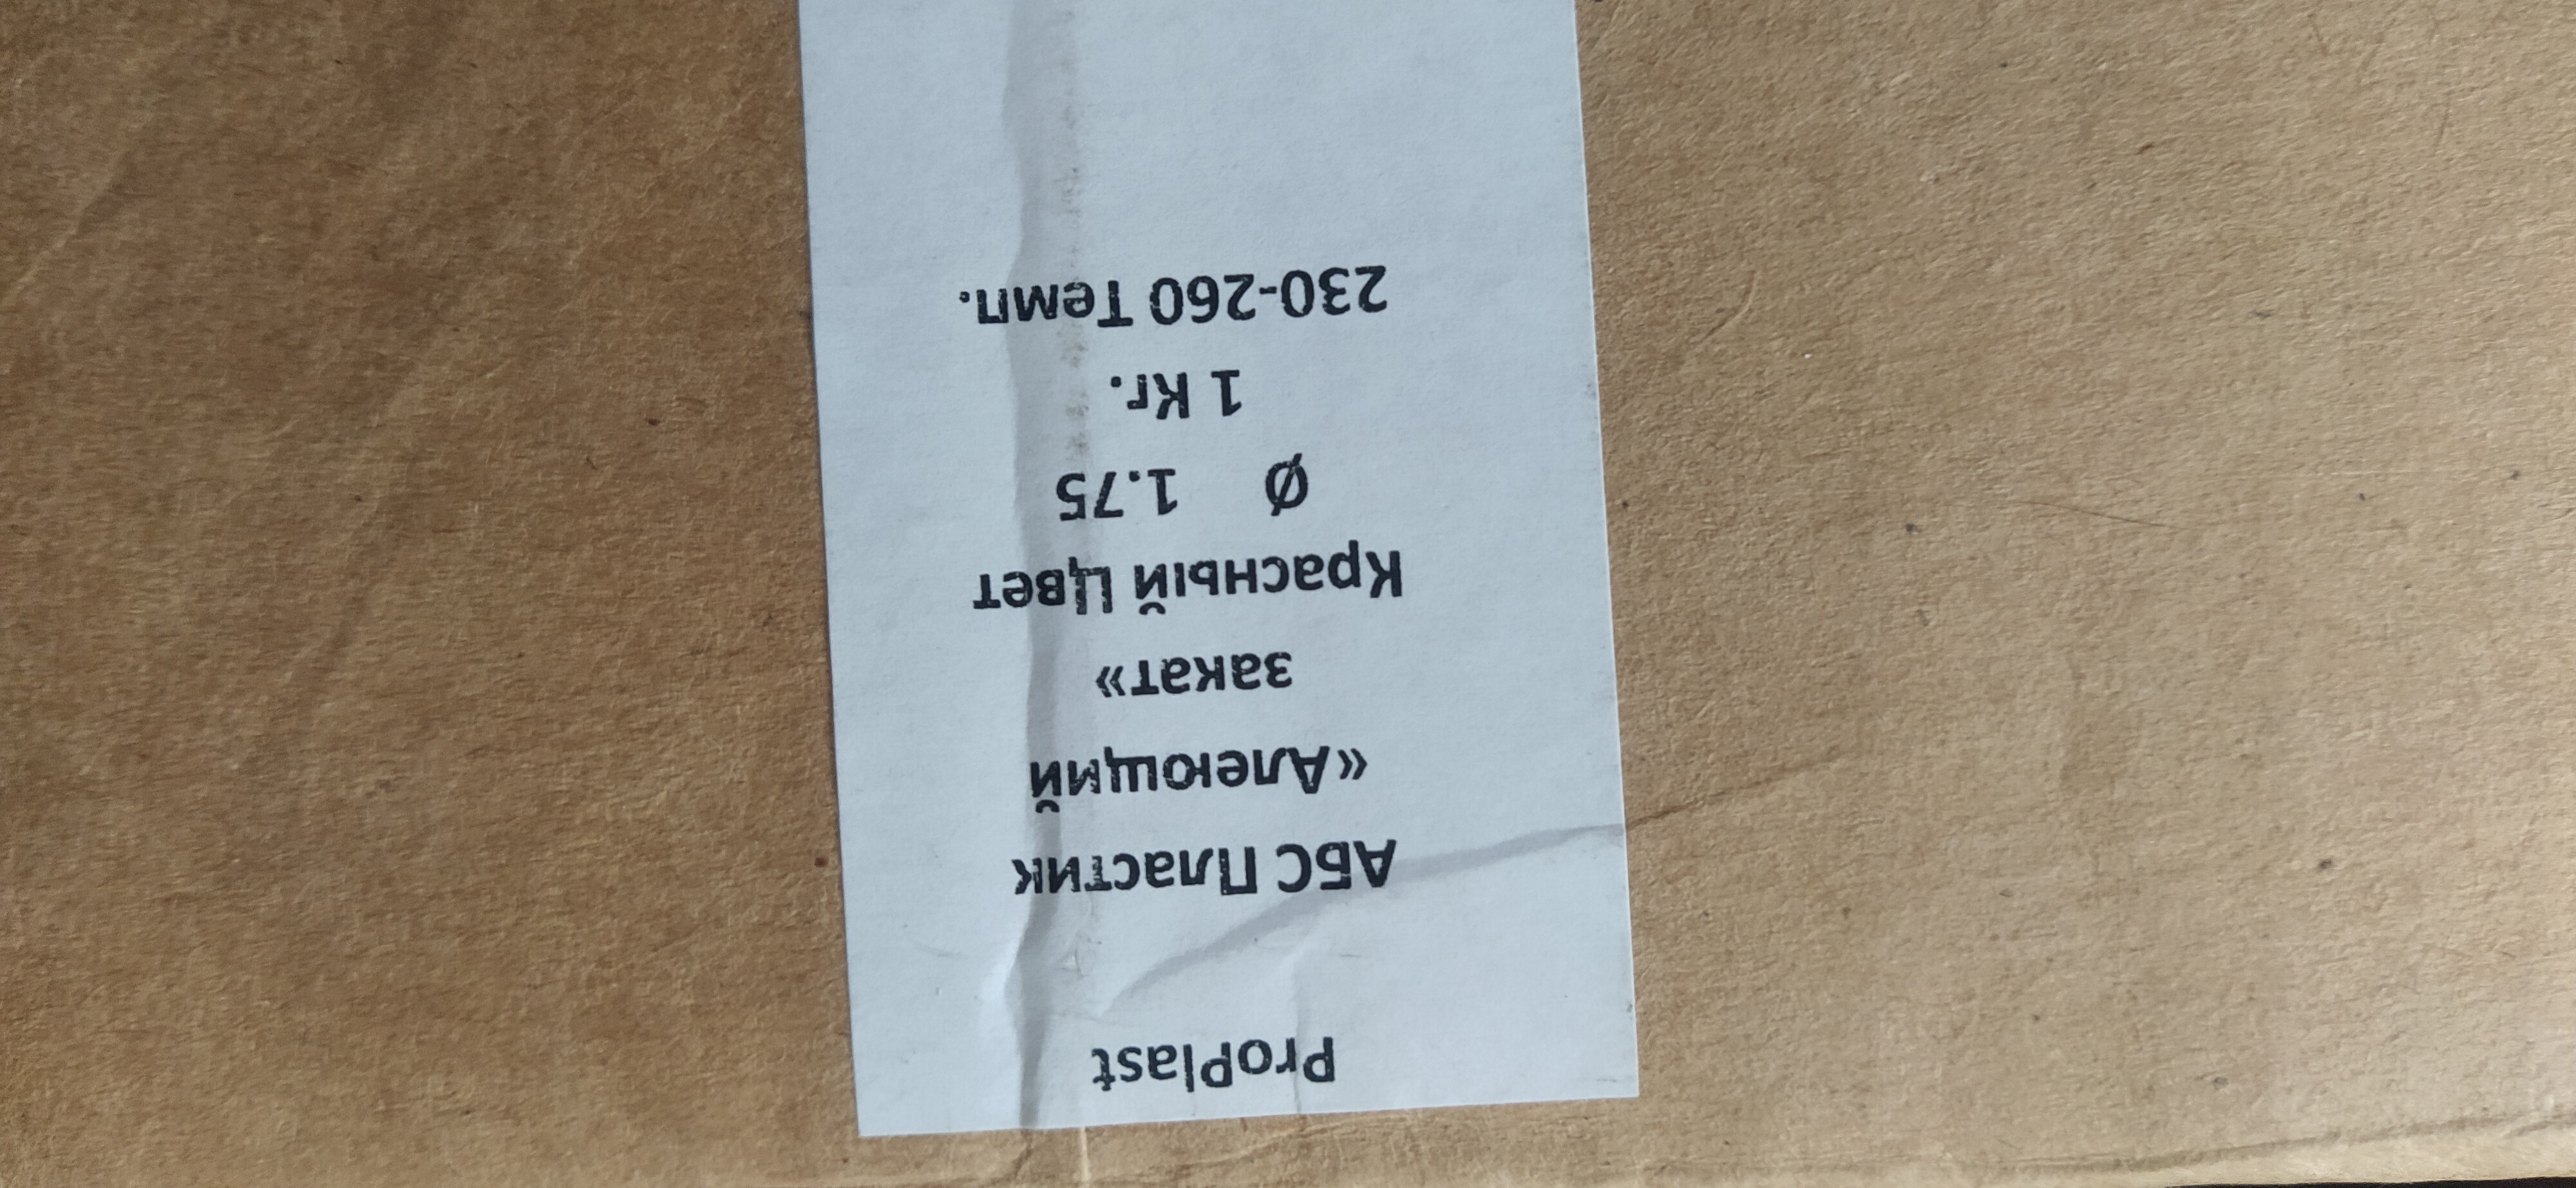 ProPlast
АБС Пластик
«Алеющий
закат»
Красный Цвет
Ø 1.75
1 Кг.
230-260 Темп.